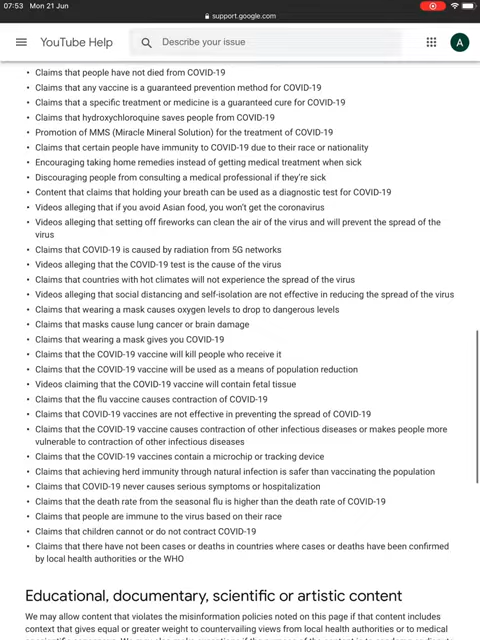 07:53 Mon 21 Jun
support.google.com
YouTube Help
Describe your issue
A
• Claims that people have not died from COVID-19
• Claims that any vaccine is a guaranteed prevention method for COVID-19
• Claims that a specific treatment or medicine is a guaranteed cure for COVID-19
• Claims that hydroxychloroquine saves people from COVID-19
• Promotion of MMS (Miracle Mineral Solution) for the treatment of COVID-19
• Claims that certain people have immunity to COVID-19 due to their race or nationality
• Encouraging taking home remedies instead of getting medical treatment when sick
• Discouraging people from consulting a medical professional if they're sick
• Content that claims that holding your breath can be used as a diagnostic test for COVID-19
• Videos alleging that if you avoid Asian food, you won't get the coronavirus
• Videos alleging that setting off fireworks can clean the air of the virus and will prevent the spread of the
virus
• Claims that COVID-19 is caused by radiation from 5G networks
• Videos alleging that the COVID-19 test is the cause of the virus
• Claims that countries with hot climates will not experience the spread of the virus
• Videos alleging that social distancing and self-isolation are not effective in reducing the spread of the virus
• Claims that wearing a mask causes oxygen levels to drop to dangerous levels
• Claims that masks cause lung cancer or brain damage
• Claims that wearing a mask gives you COVID-19
• Claims that the COVID-19 vaccine will kill people who receive it
• Claims that the COVID-19 vaccine will be used as a means of population reduction
• Videos claiming that the COVID-19 vaccine will contain fetal tissue
• Claims that the flu vaccine causes contraction of COVID-19
• Claims that COVID-19 vaccines are not effective in preventing the spread of COVID-19
• Claims that the COVID-19 vaccine causes contraction of other infectious diseases or makes people more
vulnerable to contraction of other infectious diseases
• Claims that the COVID-19 vaccines contain a microchip or tracking device
• Claims that achieving herd immunity through natural infection is safer than vaccinating the population
• Claims that COVID-19 never causes serious symptoms or hospitalization
• Claims that the death rate from the seasonal flu is higher than the death rate of COVID-19
• Claims that people are immune to the virus based on their race
• Claims that children cannot or do not contract COVID-19
• Claims that there have not been cases or deaths in countries where cases or deaths have been confirmed
by local health authorities or the WHO
Educational, documentary, scientific or artistic content
We may allow content that violates the misinformation policies noted on this page if that content includes
context that gives equal or greater weight to countervailing views from local health authorities or to medical